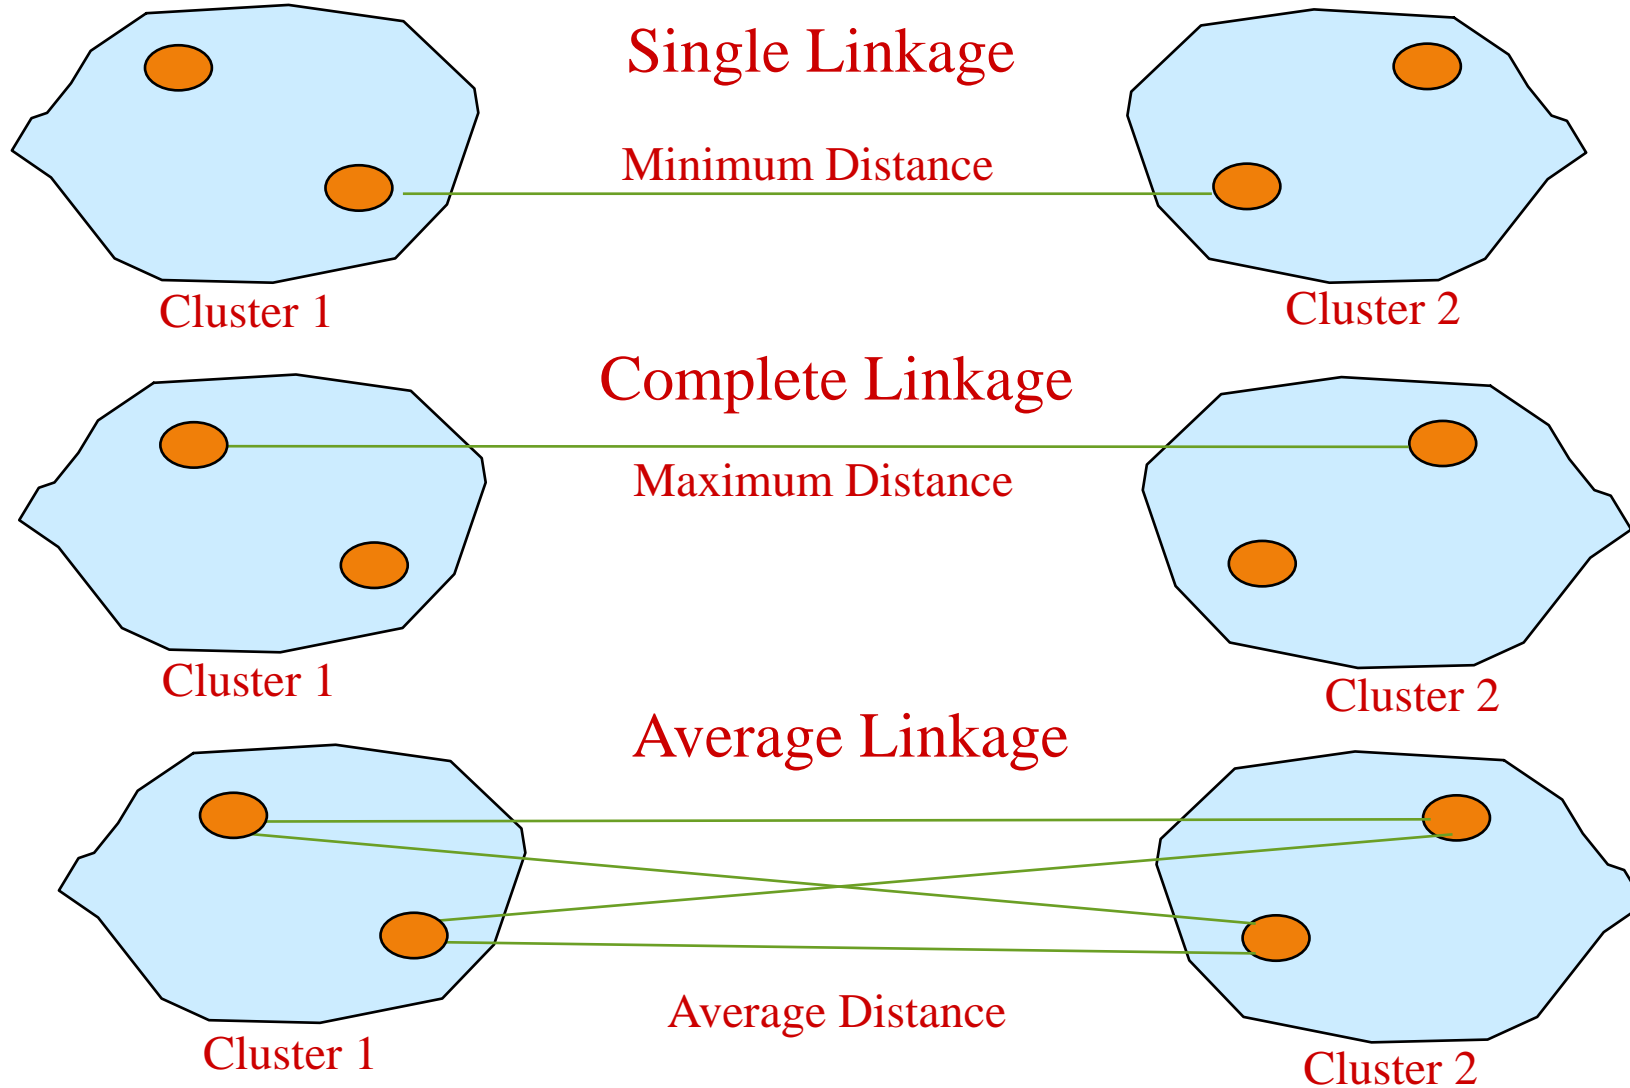 Single Linkage
Minimum Distance
Cluster 1
Cluster 2
Complete Linkage
Maximum Distance
Cluster 1
Cluster 2
Average Linkage
Average Distance
Cluster 1
Cluster 2